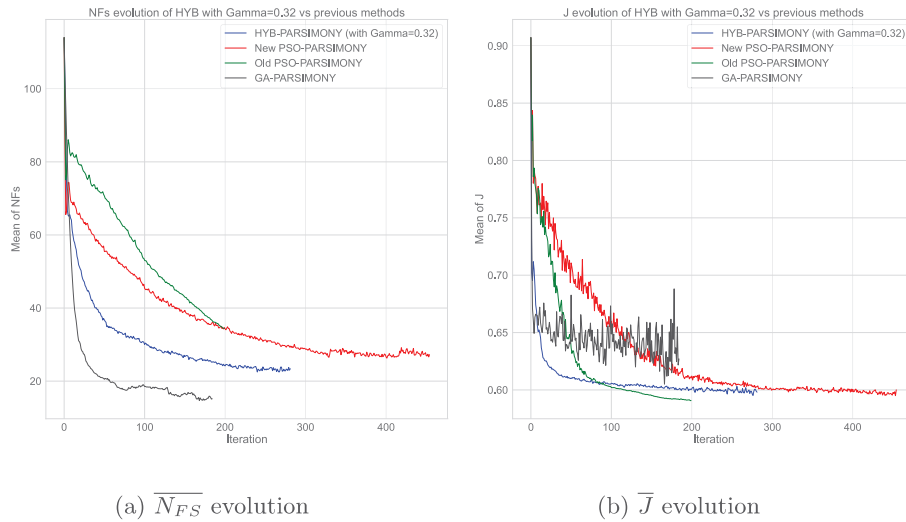 NFs evolution of HYB with Gamma=0.32 vs previous methods
HYB-PARSIMONY (with Gamma=0.32)
New PSO-PARSIMONY
Old PSO-PARSIMONY
GA-PARSIMONY
Mean of NFs
100
80
60
40
20
0 100 200 300 400
Iteration
(a) $\overline{N_{FS}}$ evolution
J evolution of HYB with Gamma=0.32 vs previous methods
HYB-PARSIMONY (with Gamma=0.32)
New PSO-PARSIMONY
Old PSO-PARSIMONY
GA-PARSIMONY
Mean of J
0.90
0.85
0.80
0.75
0.70
0.65
0.60
0 100 200 300 400
Iteration
(b) $\overline{J}$ evolution